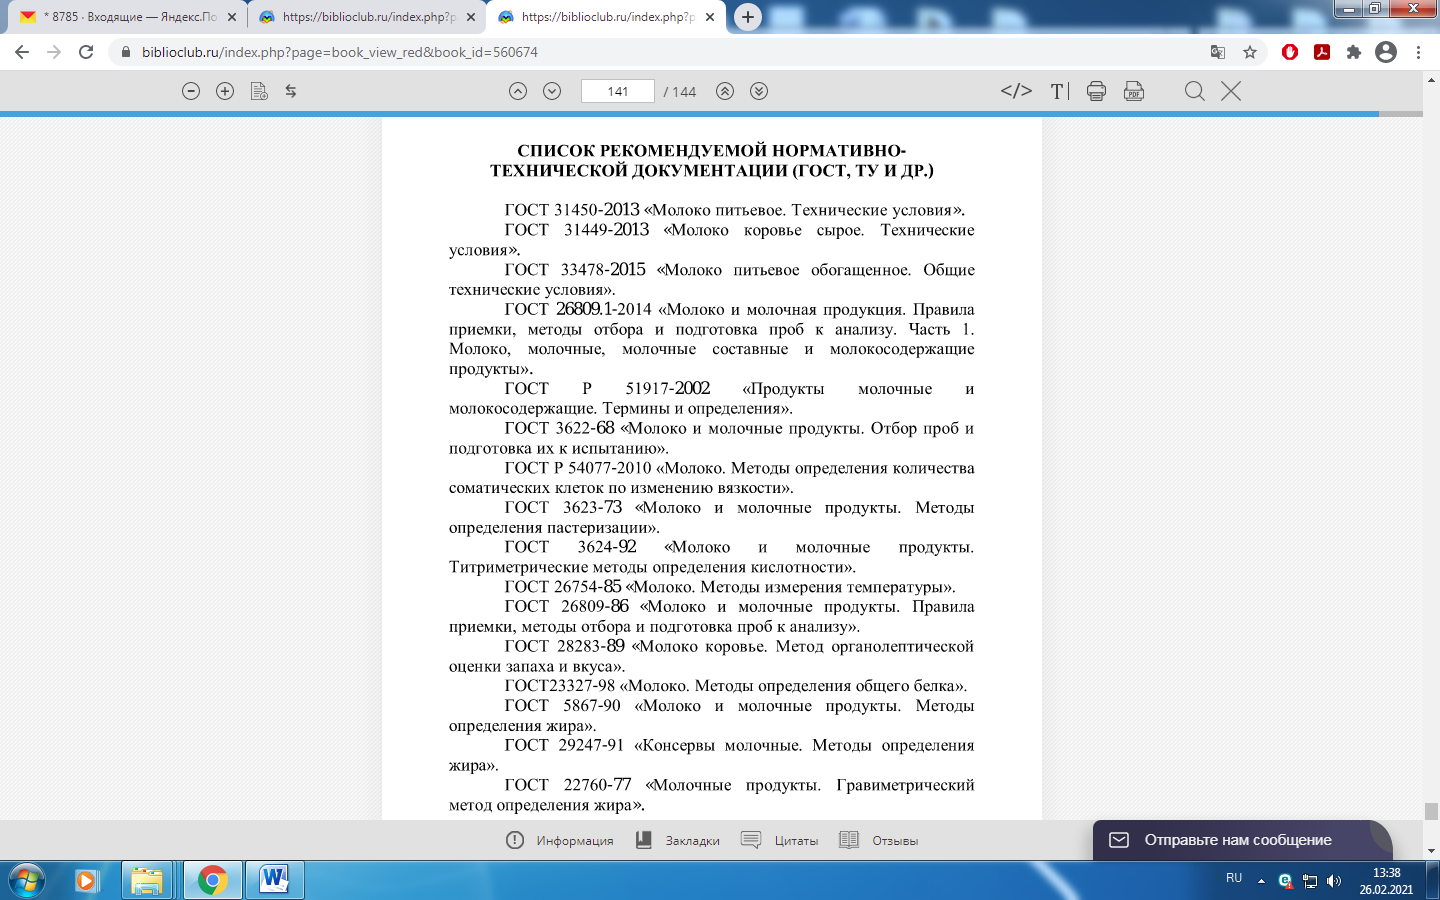 * 8785 · Входящие — Яндекс.По
https://biblioclub.ru/index.php?p
https://biblioclub.ru/index.php?p
biblioclub.ru/index.php?page=book_view_red&book_id=560674
141 / 144
СПИСОК РЕКОМЕНДУЕМОЙ НОРМАТИВНО-
ТЕХНИЧЕСКОЙ ДОКУМЕНТАЦИИ (ГОСТ, ТУ И ДР.)
ГОСТ 31450-2013 «Молоко питьевое. Технические условия».
ГОСТ 31449-2013 «Молоко коровье сырое. Технические
условия».
ГОСТ 33478-2015 «Молоко питьевое обогащенное. Общие
технические условия».
ГОСТ 26809.1-2014 «Молоко и молочная продукция. Правила
приемки, методы отбора и подготовка проб к анализу. Часть 1.
Молоко, молочные, молочные составные и молокосодержащие
продукты».
ГОСТ Р 51917-2002 «Продукты молочные и
молокосодержащие. Термины и определения».
ГОСТ 3622-68 «Молоко и молочные продукты. Отбор проб и
подготовка их к испытанию».
ГОСТ Р 54077-2010 «Молоко. Методы определения количества
соматических клеток по изменению вязкости».
ГОСТ 3623-73 «Молоко и молочные продукты. Методы
определения пастеризации».
ГОСТ 3624-92 «Молоко и молочные продукты.
Титриметрические методы определения кислотности».
ГОСТ 26754-85 «Молоко. Методы измерения температуры».
ГОСТ 26809-86 «Молоко и молочные продукты. Правила
приемки, методы отбора и подготовка проб к анализу».
ГОСТ 28283-89 «Молоко коровье. Метод органолептической
оценки запаха и вкуса».
ГОСТ23327-98 «Молоко. Методы определения общего белка».
ГОСТ 5867-90 «Молоко и молочные продукты. Методы
определения жира».
ГОСТ 29247-91 «Консервы молочные. Методы определения
жира».
ГОСТ 22760-77 «Молочные продукты. Гравиметрический
метод определения жира».
Информация Закладки Цитаты Отзывы
Отправьте нам сообщение
RU
13:38
26.02.2021